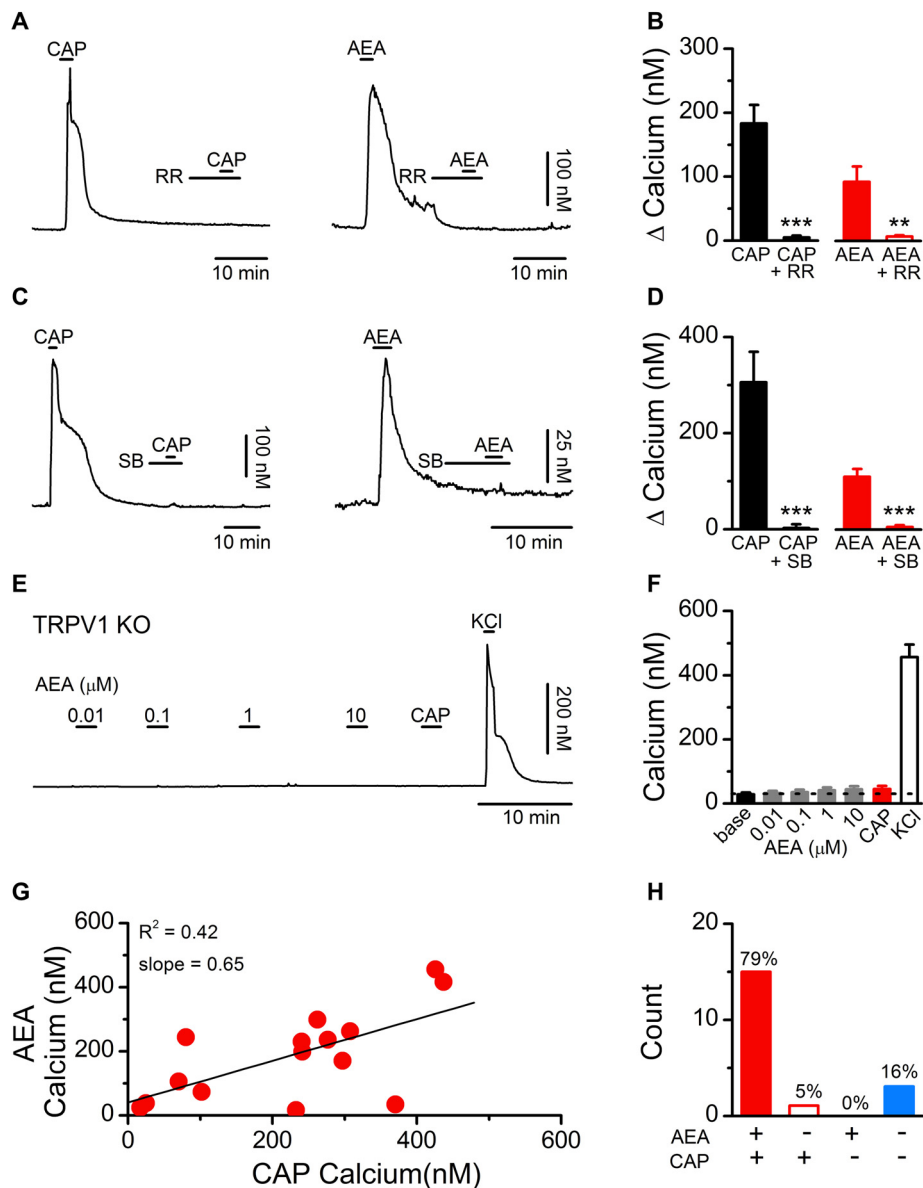 A
CAP
AEA
RR
CAP
RR
AEA
100 nM
10 min
10 min
B
Δ Calcium (nM)
300
200
100
0
***
**
CAP
CAP + RR
AEA
AEA + RR
C
CAP
AEA
SB
CAP
100 nM
SB
AEA
25 nM
10 min
10 min
D
Δ Calcium (nM)
400
200
0
***
***
CAP
CAP + SB
AEA
AEA + SB
E
TRPV1 KO
KCl
AEA (μM)
0.01
0.1
1
10
CAP
200 nM
10 min
F
Calcium (nM)
600
400
200
0
base
0.01
0.1
1
10
CAP
KCl
AEA (μM)
G
AEA
Calcium (nM)
600
400
200
0
R² = 0.42
slope = 0.65
0
200
400
600
CAP Calcium(nM)
H
Count
20
10
0
79%
5%
0%
16%
AEA + - + -
CAP + + - -